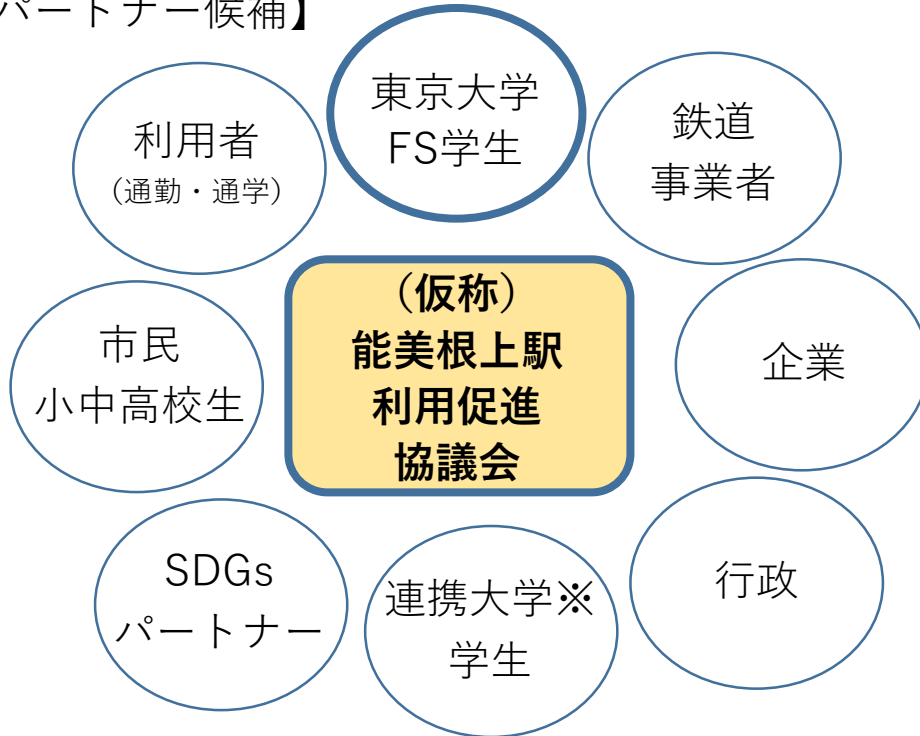 パートナー候補】
東京大学
FS学生
利用者
(通勤・通学)
鉄道
事業者
(仮称)
能美根上駅
利用促進
協議会
市民
小中高校生
企業
SDGs
パートナー
連携大学※
学生
行政